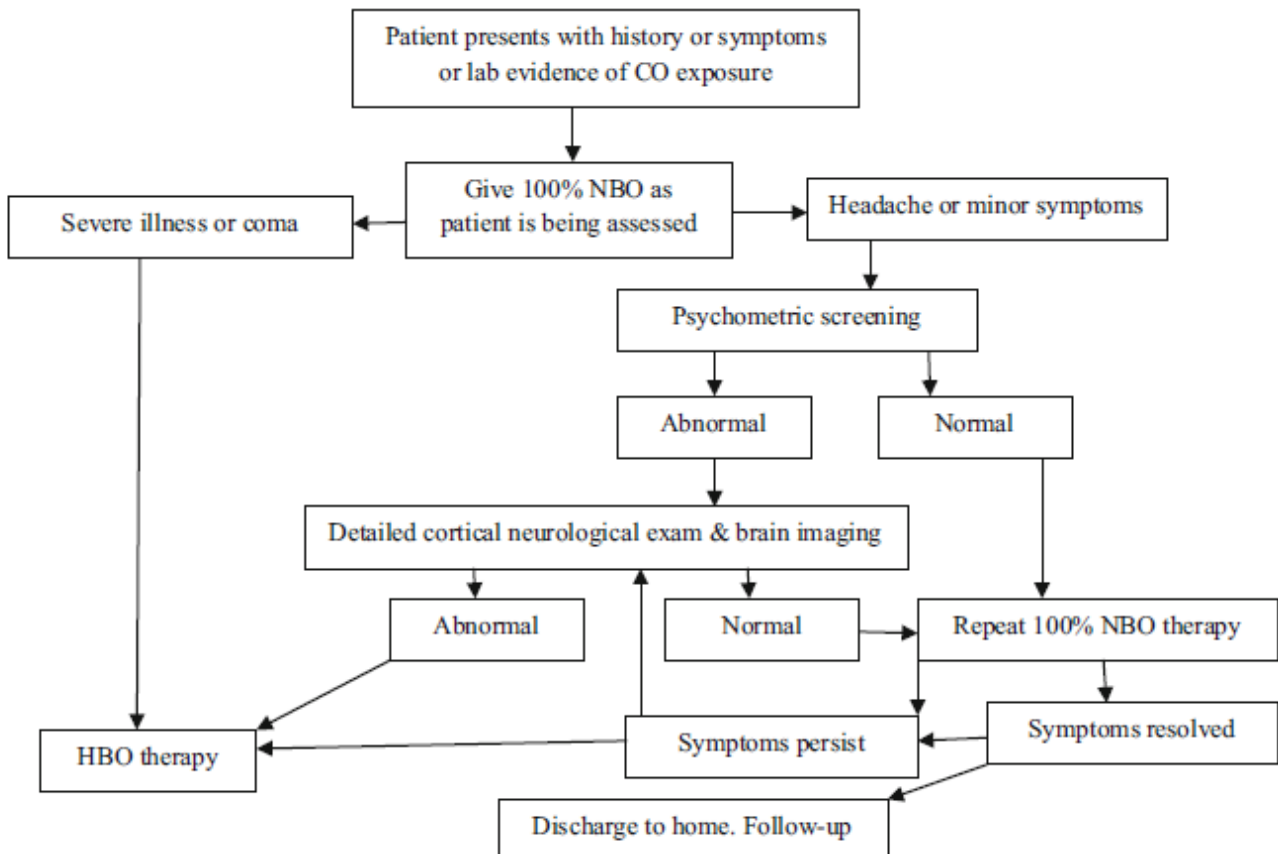 Patient presents with history or symptoms
or lab evidence of CO exposure
Give 100% NBO as
patient is being assessed
Severe illness or coma
Headache or minor symptoms
Psychometric screening
Abnormal
Normal
Detailed cortical neurological exam & brain imaging
Abnormal
Normal
Repeat 100% NBO therapy
HBO therapy
Symptoms persist
Symptoms resolved
Discharge to home. Follow-up